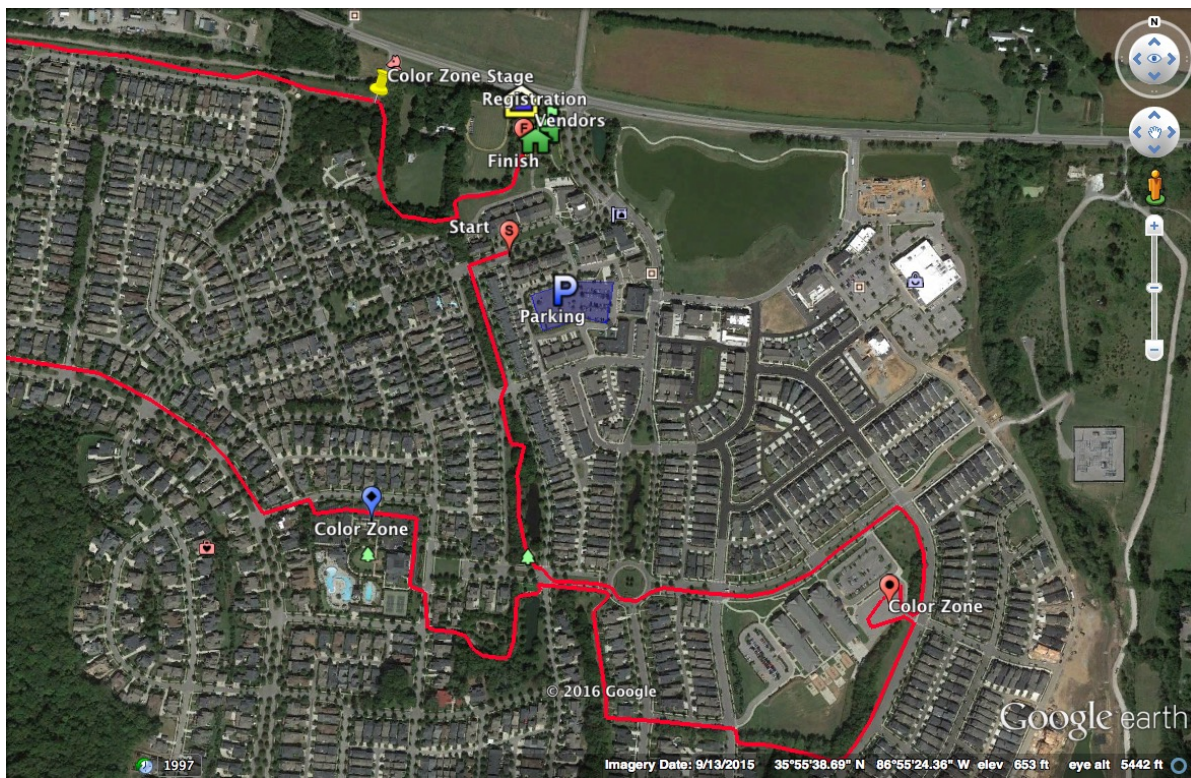 N
Color Zone Stage
Registration
F
Vendors
Finish
Start
S
P
Parking
Color Zone
Color Zone
© 2016 Google
Google earth
1997
Imagery Date: 9/13/2015 35°55'38.69" N 86°55'24.36" W elev 653 ft eye alt 5442 ft